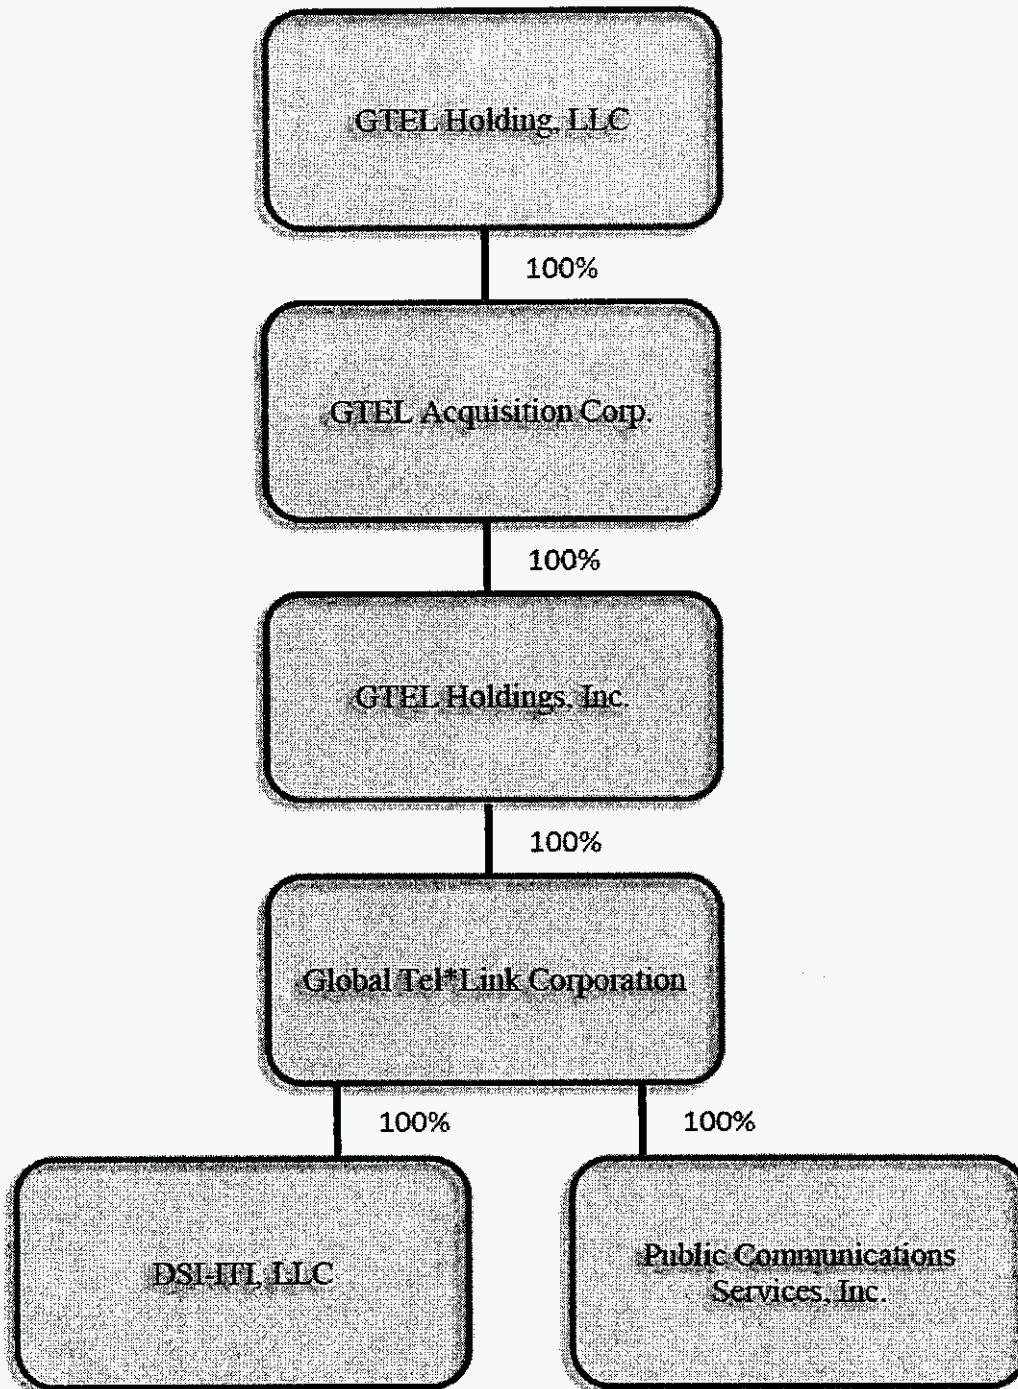 GTEL Holding, LLC
100%
GTEL Acquisition Corp.
100%
GTEL Holdings, Inc.
100%
Global Tel*Link Corporation
100%
100%
DSI-ITI, LLC
Public Communications
Services, Inc.